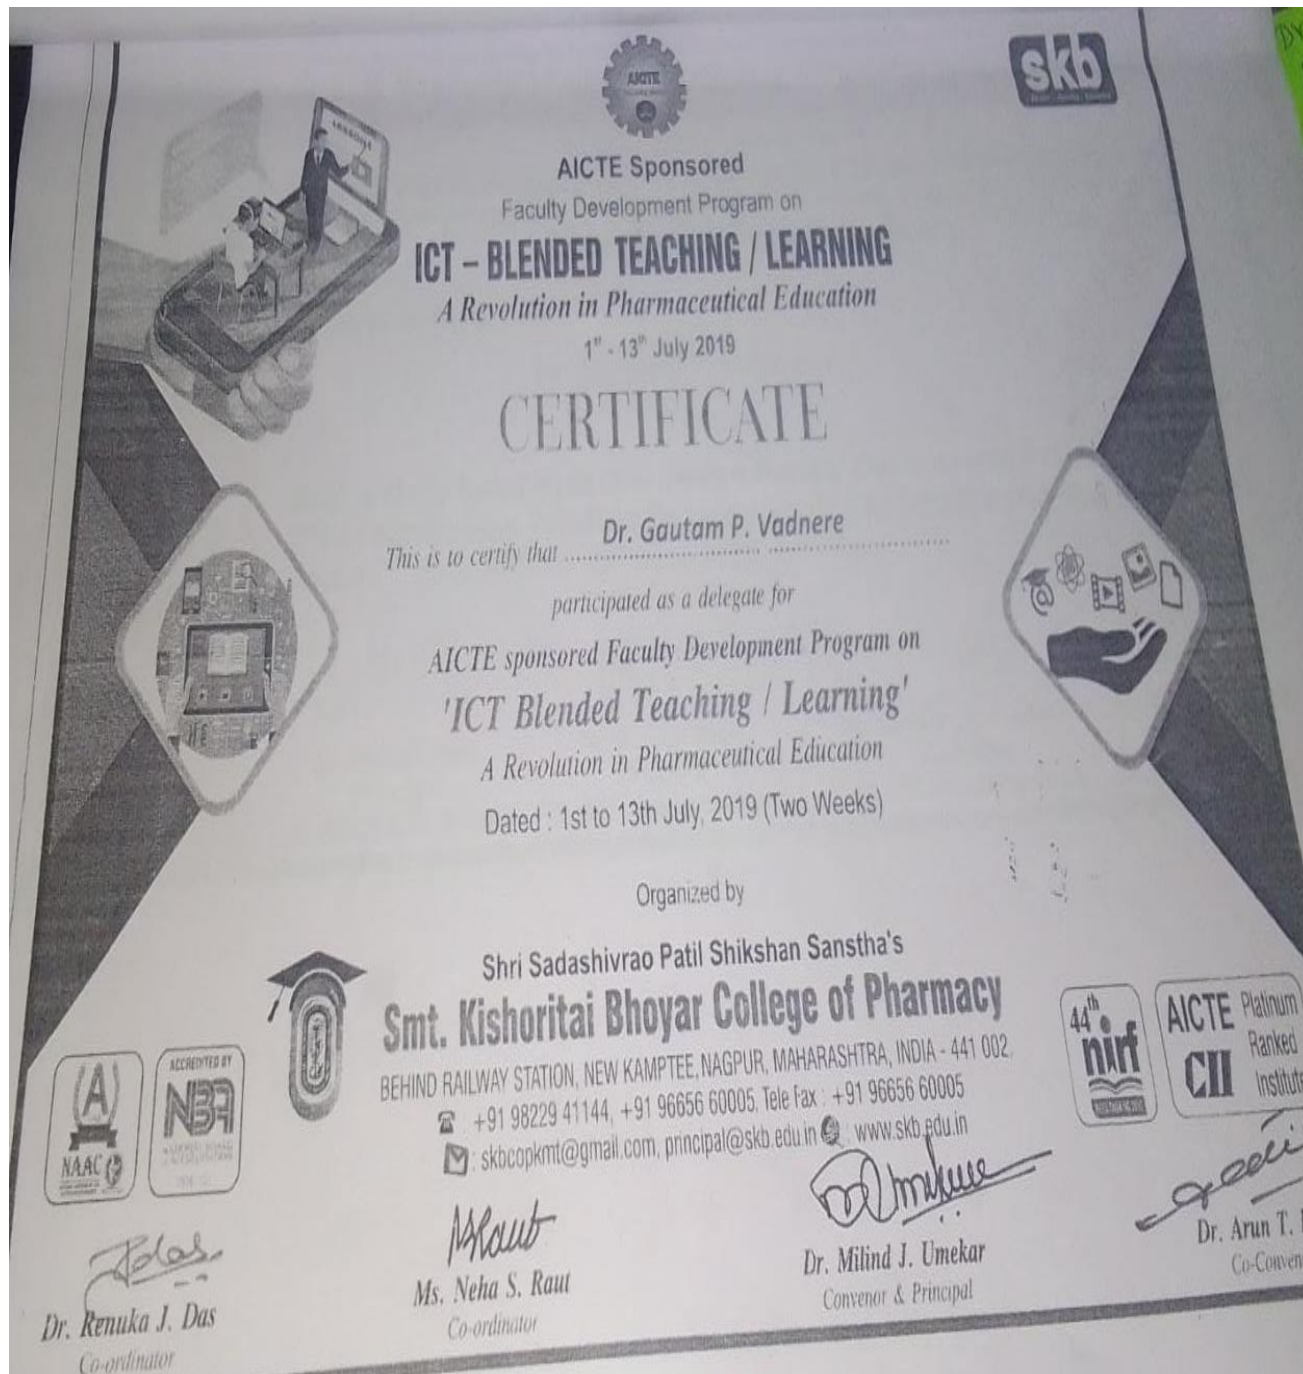 AICTE
skb
LESSONS
AICTE Sponsored
Faculty Development Program on
ICT – BLENDED TEACHING / LEARNING
A Revolution in Pharmaceutical Education
1st - 13th July 2019
CERTIFICATE
This is to certify that Dr. Gautam P. Vadnere
participated as a delegate for
AICTE sponsored Faculty Development Program on
'ICT Blended Teaching / Learning'
A Revolution in Pharmaceutical Education
Dated : 1st to 13th July, 2019 (Two Weeks)
Organized by
Shri Sadashivrao Patil Shikshan Sanstha's
Smt. Kishoritai Bhoyar College of Pharmacy
BEHIND RAILWAY STATION, NEW KAMPTEE, NAGPUR, MAHARASHTRA, INDIA - 441 002.
: +91 98229 41144, +91 96656 60005, Tele Fax : +91 96656 60005
: skbcopkmt@gmail.com, principal@skb.edu.in : www.skb.edu.in
A
NAAC
ACCREDITED BY
NBA
44th
nirf
AICTE
CII
Platinum
Ranked
Institute
Dr. Renuka J. Das
Co-ordinator
Ms. Neha S. Raut
Co-ordinator
Dr. Milind J. Umekar
Convenor & Principal
Dr. Arun T.
Co-Conven